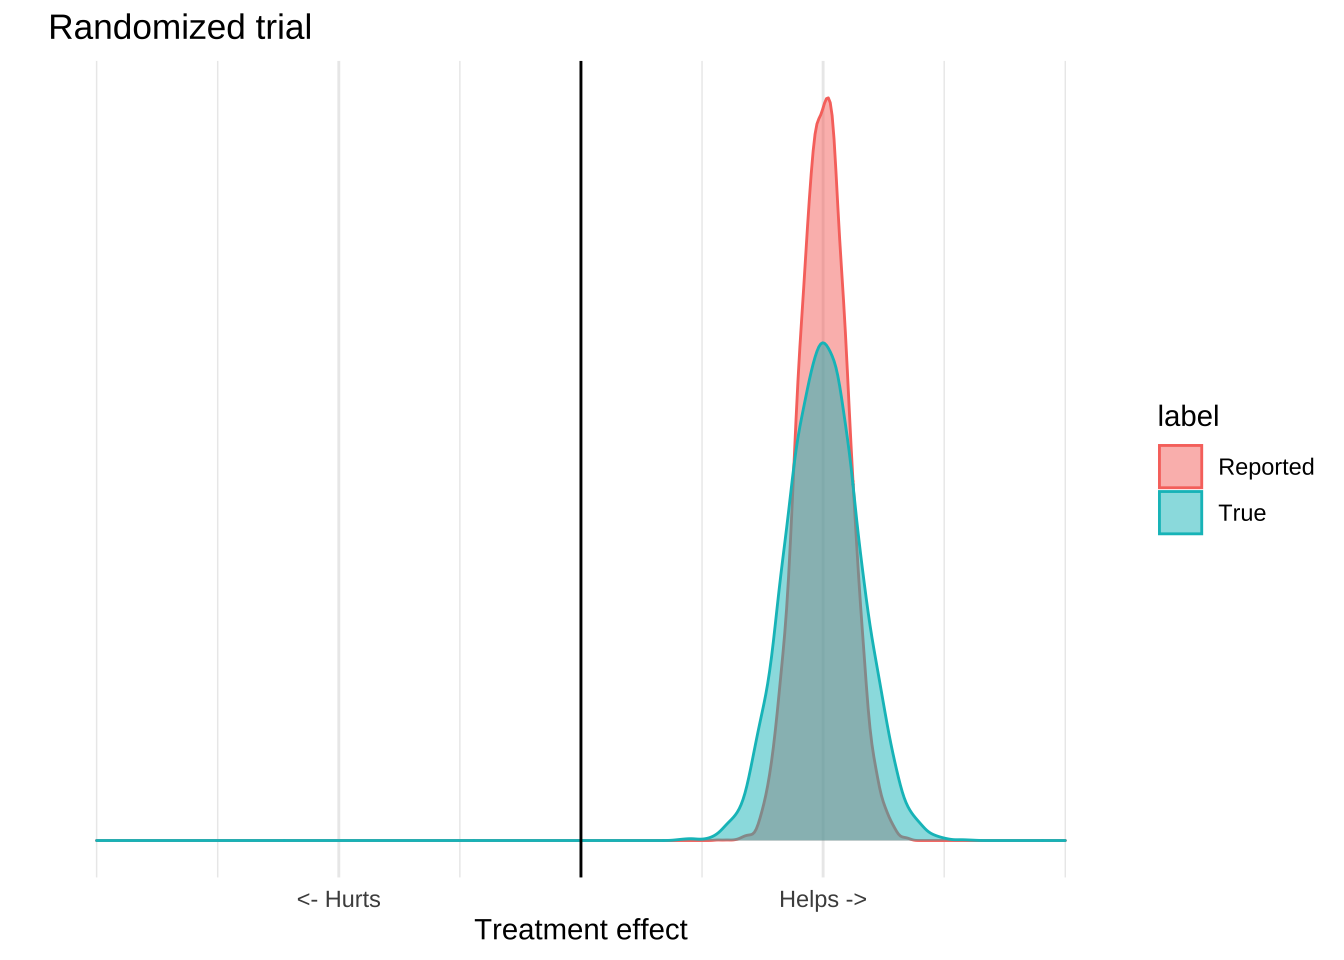 Randomized trial
<- Hurts
Helps ->
Treatment effect
label
Reported
True